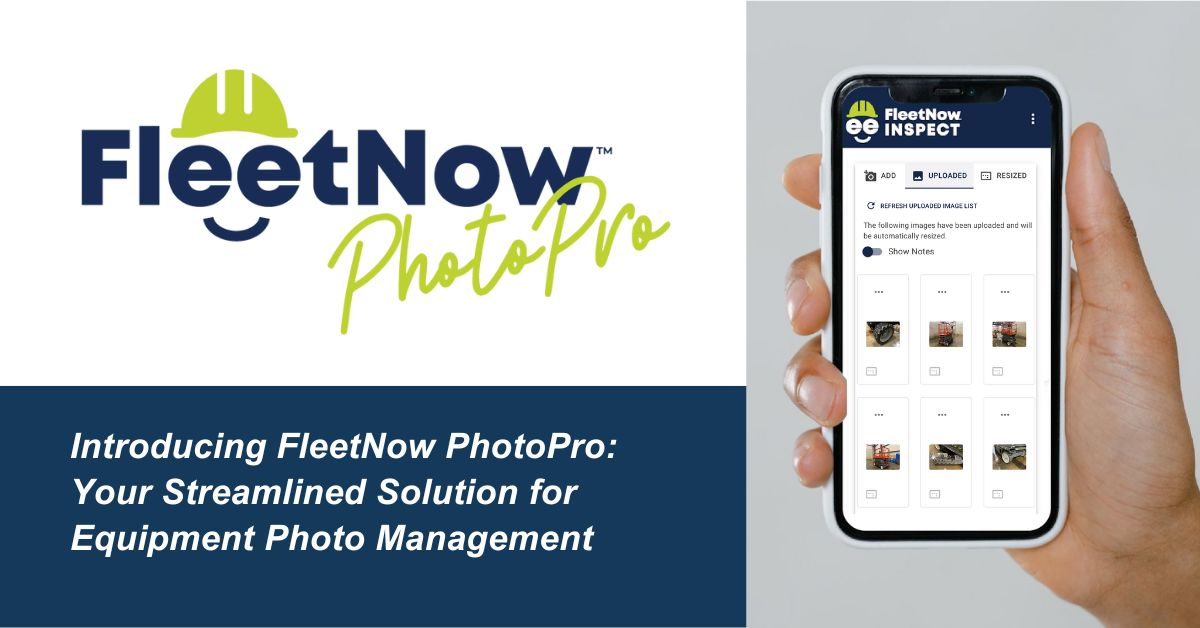 FleetNow™
PhotoPro
Introducing FleetNow PhotoPro:
Your Streamlined Solution for
Equipment Photo Management
ee
FleetNow
INSPECT
ADD
UPLOADED
RESIZED
REFRESH UPLOADED IMAGE LIST
The following images have been uploaded and will
be automatically resized.
Show Notes